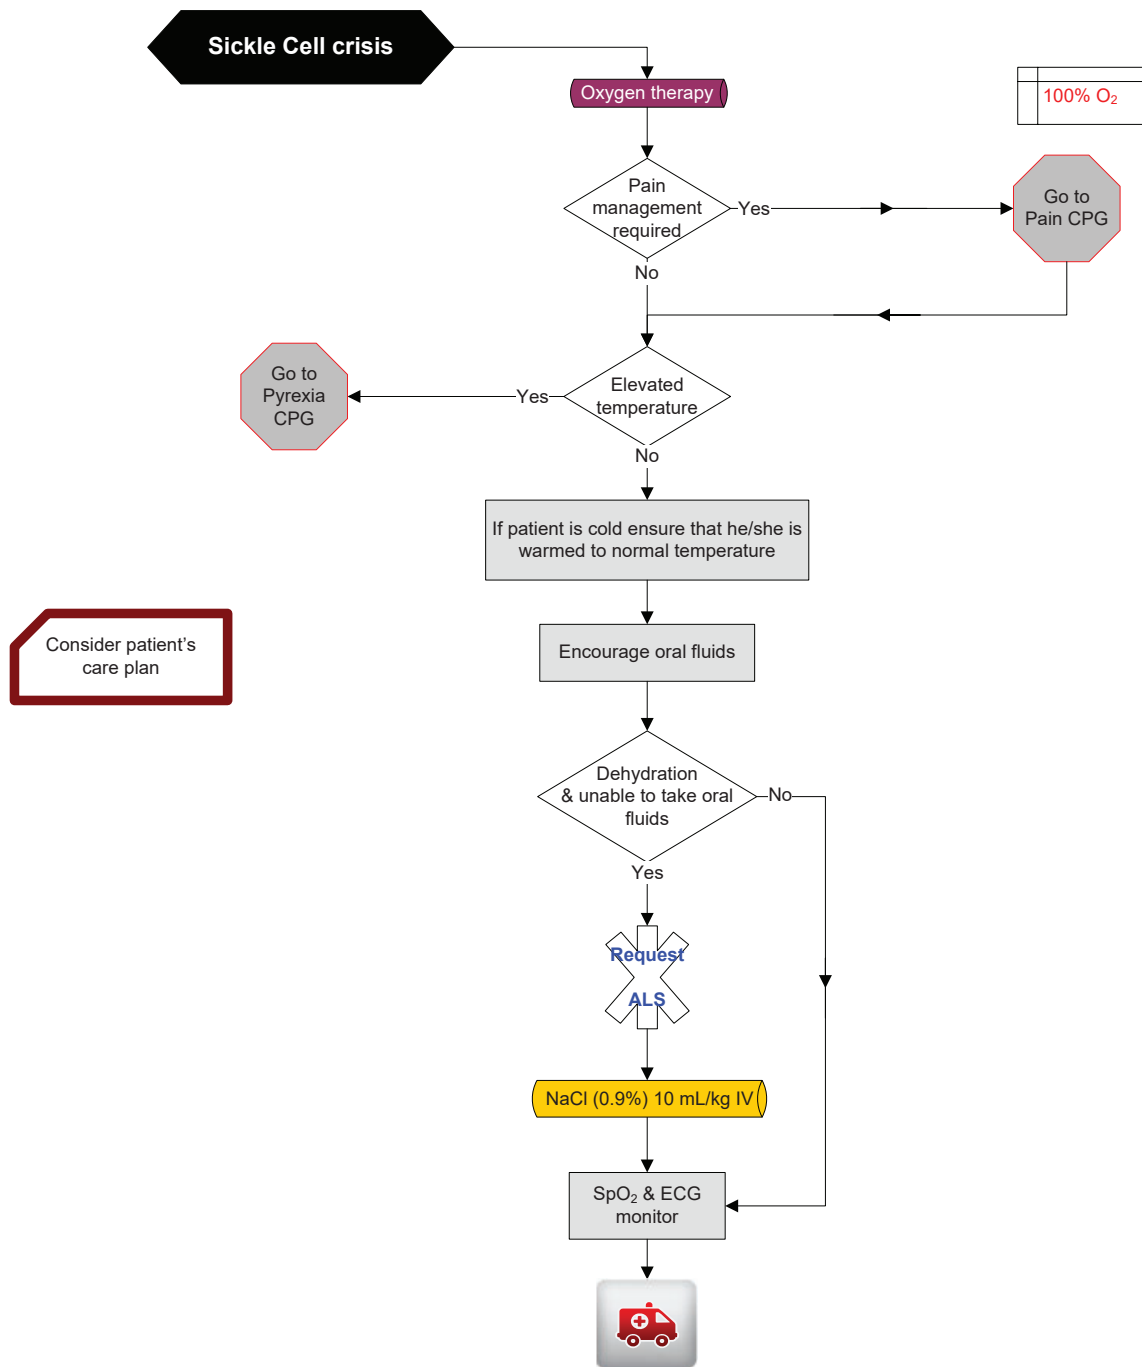 Sickle Cell crisis
Oxygen therapy
100% O₂
Pain
management
required
Yes
Go to
Pain CPG
No
Elevated
temperature
Yes
Go to
Pyrexia
CPG
No
If patient is cold ensure that he/she is
warmed to normal temperature
Consider patient’s
care plan
Encourage oral fluids
Dehydration
& unable to take oral
fluids
No
Yes
Request
ALS
NaCl (0.9%) 10 mL/kg IV
SpO₂ & ECG
monitor